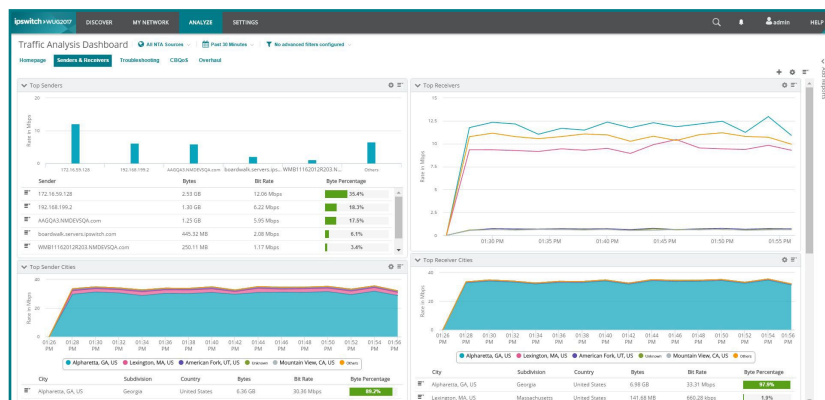 ipswitch WUG2017 DISCOVER MY NETWORK ANALYZE SETTINGS admin HELP
Traffic Analysis Dashboard All NTA Sources Past 30 Minutes No advanced filters configured
Homepage Senders & Receivers Troubleshooting CBQoS Overhaul
Add Reports
Top Senders
20
10
0
Rate in Mbps
172.16.59.128 192.168.199.2 AAGQA3.NMDEVSQA.com boardwalk.servers.ips... WMB11162012R203.N... Others
Sender Bytes Bit Rate Byte Percentage
172.16.59.128 2.53 GB 12.06 Mbps 35.4%
192.168.199.2 1.30 GB 6.22 Mbps 18.3%
AAGQA3.NMDEVSQA.com 1.25 GB 5.95 Mbps 17.5%
boardwalk.servers.ipswitch.com 445.32 MB 2.08 Mbps 6.1%
WMB11162012R203.NMDEVSQA.com 250.11 MB 1.17 Mbps 3.4%
Top Receivers
15
12.5
10
7.5
5
2.5
0
Rate in Mbps
01:30 PM 01:35 PM 01:40 PM 01:45 PM 01:50 PM 01:55 PM
Top Sender Cities
40
20
0
Rate in Mbps
01:26 01:28 01:30 01:32 01:34 01:36 01:38 01:40 01:42 01:44 01:46 01:48 01:50 01:52 01:54 01:56
PM PM PM PM PM PM PM PM PM PM PM PM PM PM PM PM
Alpharetta, GA, US Lexington, MA, US American Fork, UT, US Unknown Mountain View, CA, US Others
City Subdivision Country Bytes Bit Rate Byte Percentage
Alpharetta, GA, US Georgia United States 6.36 GB 30.36 Mbps 89.2%
Top Receiver Cities
40
20
0
Rate in Mbps
01:26 01:28 01:30 01:32 01:34 01:36 01:38 01:40 01:42 01:44 01:46 01:48 01:50 01:52 01:54 01:56
PM PM PM PM PM PM PM PM PM PM PM PM PM PM PM PM
Alpharetta, GA, US Lexington, MA, US American Fork, UT, US Unknown Mountain View, CA, US Others
City Subdivision Country Bytes Bit Rate Byte Percentage
Alpharetta, GA, US Georgia United States 6.98 GB 33.31 Mbps 97.9%
Lexington, MA, US Massachusetts United States 141.68 MB 660.28 kbps 1.9%